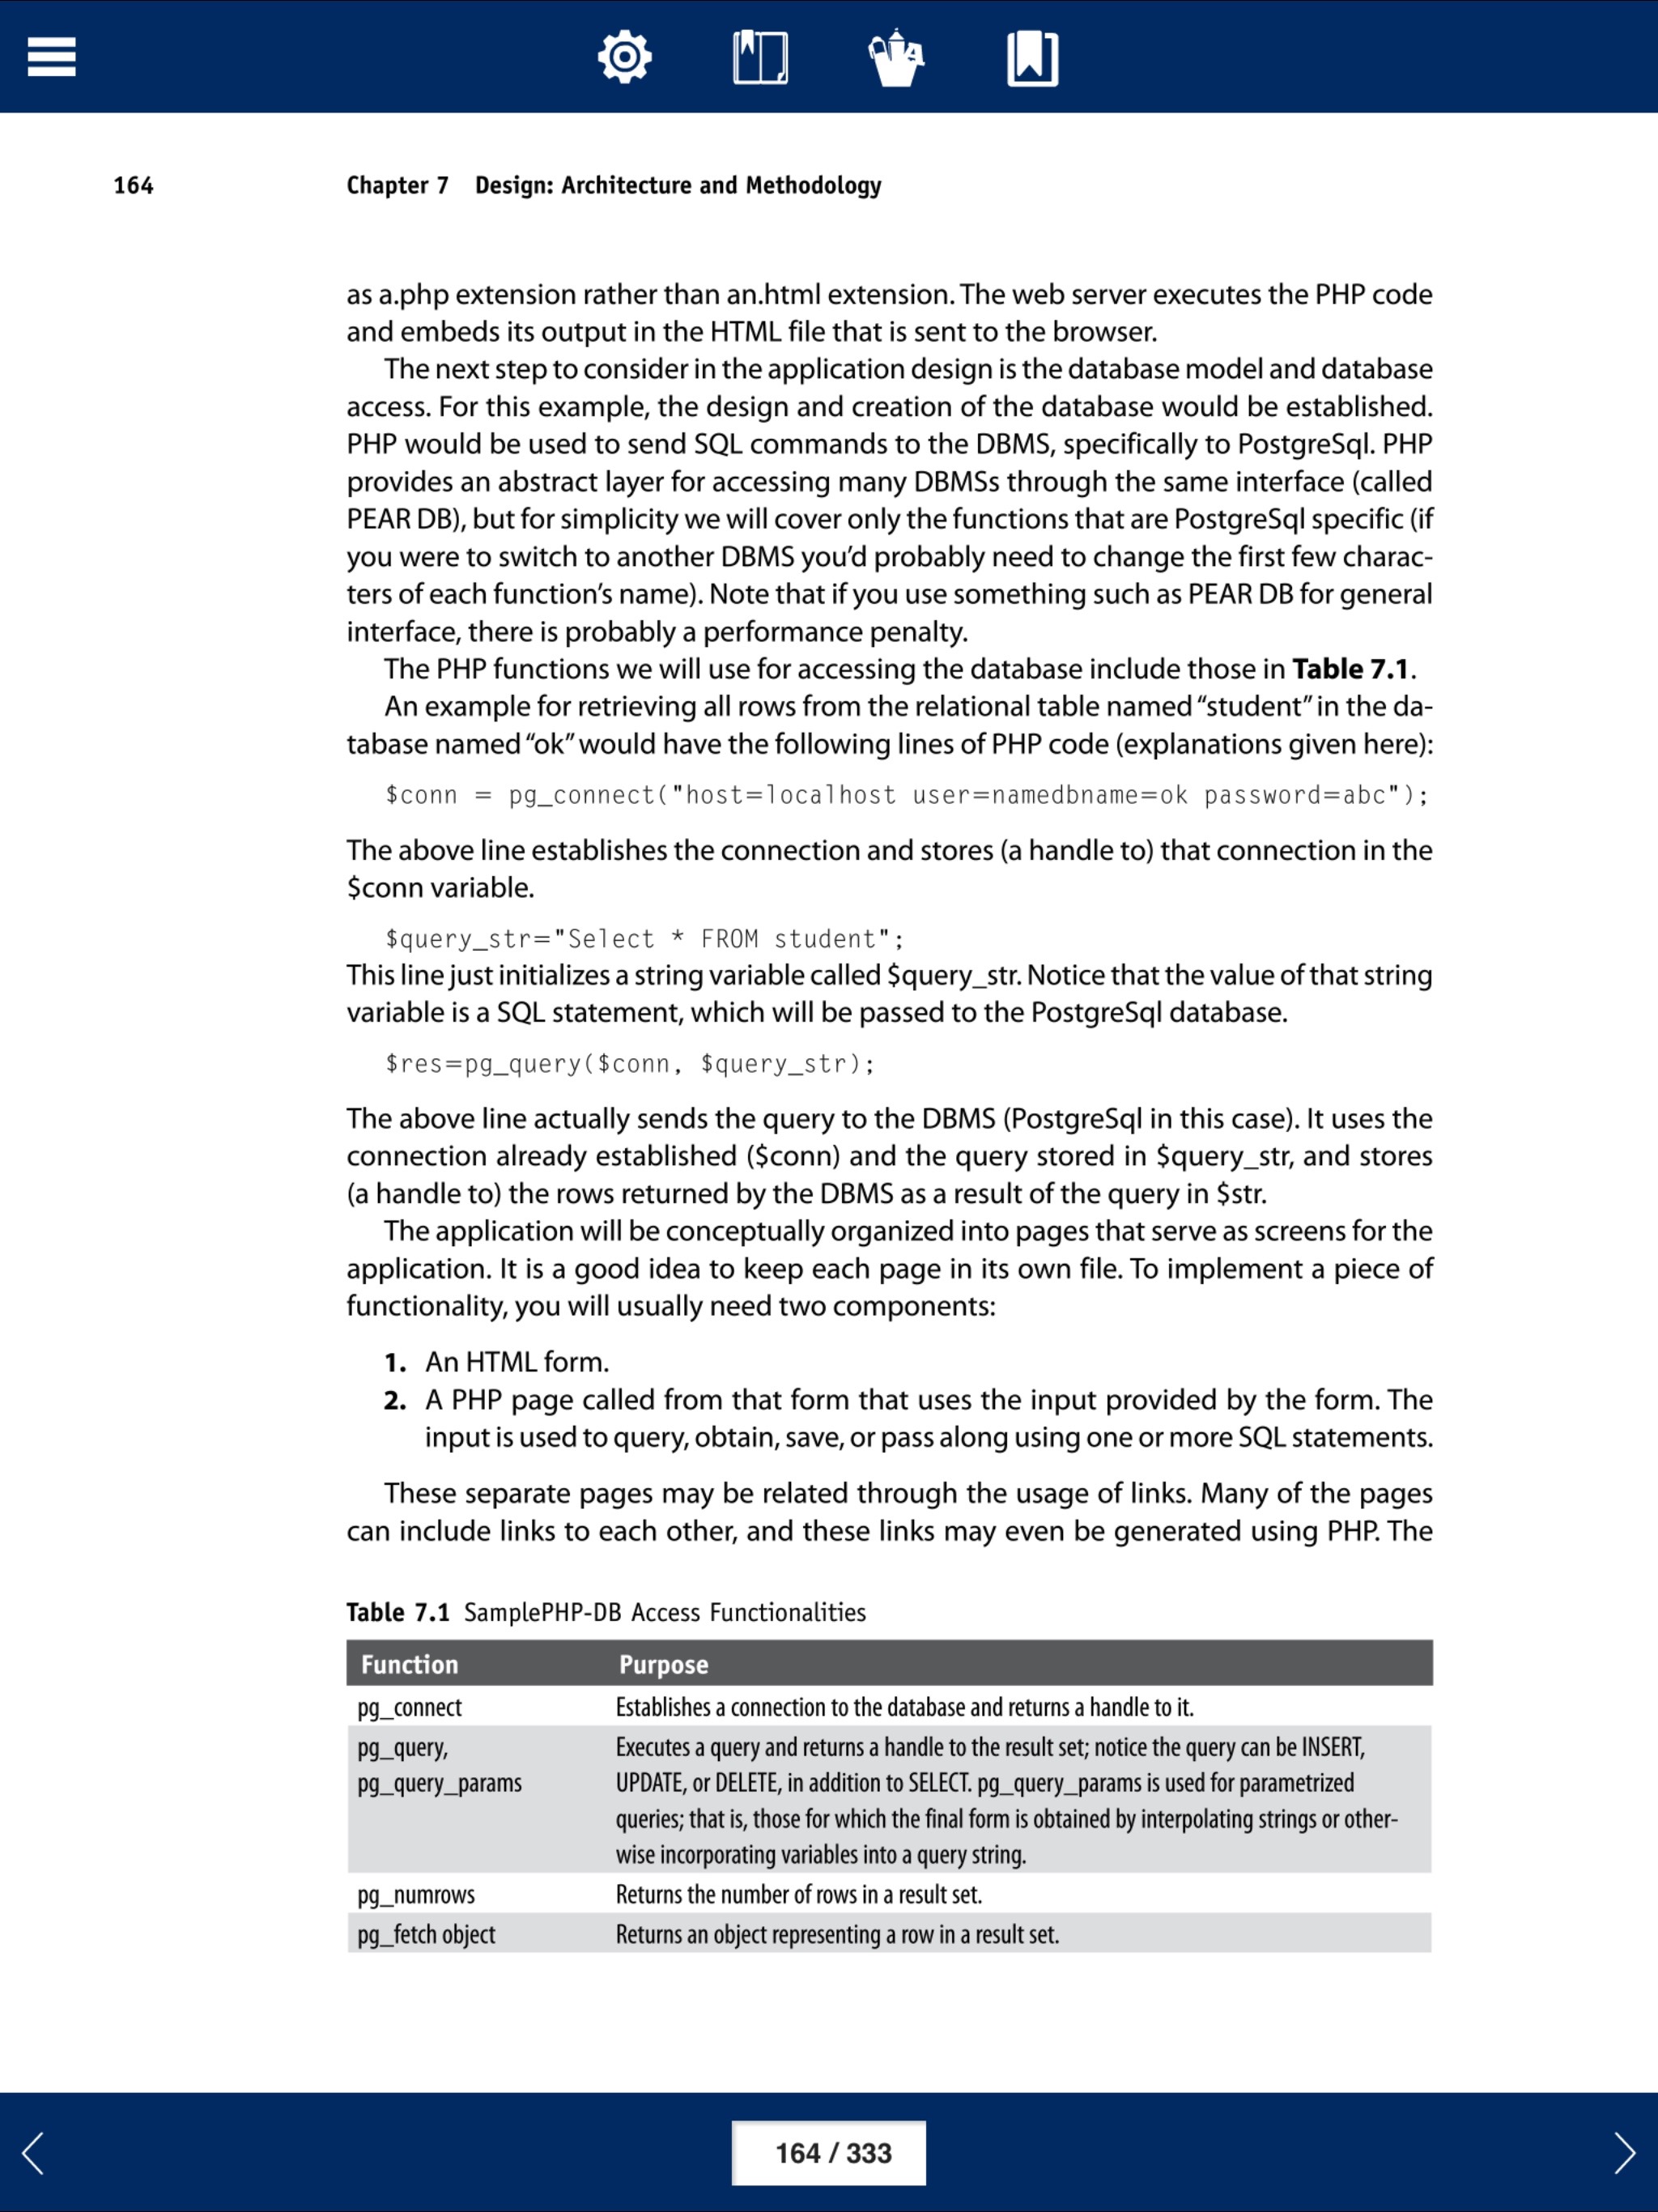 164 Chapter 7 Design: Architecture and Methodology
as a.php extension rather than an.html extension. The web server executes the PHP code
and embeds its output in the HTML file that is sent to the browser.
The next step to consider in the application design is the database model and database
access. For this example, the design and creation of the database would be established.
PHP would be used to send SQL commands to the DBMS, specifically to PostgreSql. PHP
provides an abstract layer for accessing many DBMSs through the same interface (called
PEAR DB), but for simplicity we will cover only the functions that are PostgreSql specific (if
you were to switch to another DBMS you’d probably need to change the first few charac-
ters of each function’s name). Note that if you use something such as PEAR DB for general
interface, there is probably a performance penalty.
The PHP functions we will use for accessing the database include those in Table 7.1.
An example for retrieving all rows from the relational table named “student” in the da-
tabase named “ok” would have the following lines of PHP code (explanations given here):
$conn = pg_connect("host=localhost user=namedbname=ok password=abc");
The above line establishes the connection and stores (a handle to) that connection in the
$conn variable.
$query_str="Select * FROM student";
This line just initializes a string variable called $query_str. Notice that the value of that string
variable is a SQL statement, which will be passed to the PostgreSql database.
$res=pg_query($conn, $query_str);
The above line actually sends the query to the DBMS (PostgreSql in this case). It uses the
connection already established ($conn) and the query stored in $query_str, and stores
(a handle to) the rows returned by the DBMS as a result of the query in $str.
The application will be conceptually organized into pages that serve as screens for the
application. It is a good idea to keep each page in its own file. To implement a piece of
functionality, you will usually need two components:
1. An HTML form.
2. A PHP page called from that form that uses the input provided by the form. The
input is used to query, obtain, save, or pass along using one or more SQL statements.
These separate pages may be related through the usage of links. Many of the pages
can include links to each other, and these links may even be generated using PHP. The
Table 7.1 SamplePHP-DB Access Functionalities
Function Purpose
pg_connect Establishes a connection to the database and returns a handle to it.
pg_query, Executes a query and returns a handle to the result set; notice the query can be INSERT,
pg_query_params UPDATE, or DELETE, in addition to SELECT. pg_query_params is used for parametrized
queries; that is, those for which the final form is obtained by interpolating strings or other-
wise incorporating variables into a query string.
pg_numrows Returns the number of rows in a result set.
pg_fetch object Returns an object representing a row in a result set.
164 / 333